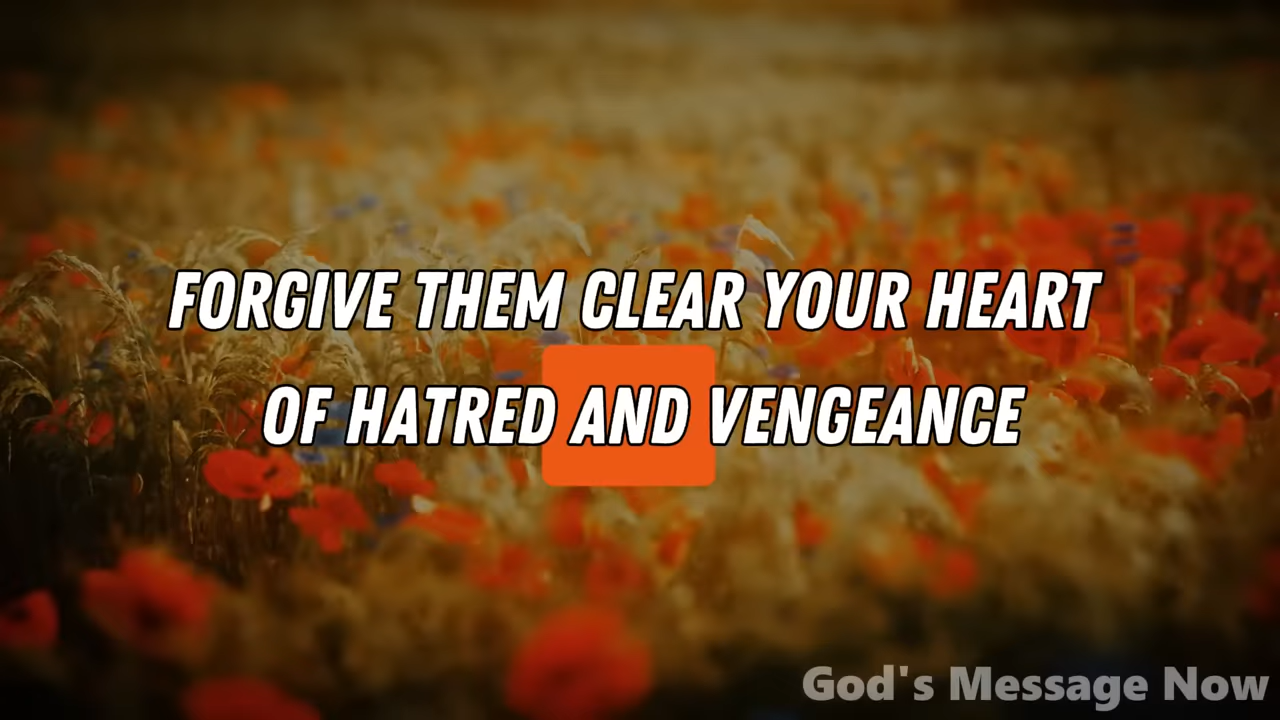 FORGIVE THEM CLEAR YOUR HEART
OF HATRED AND VENGEANCE
God's Message Now